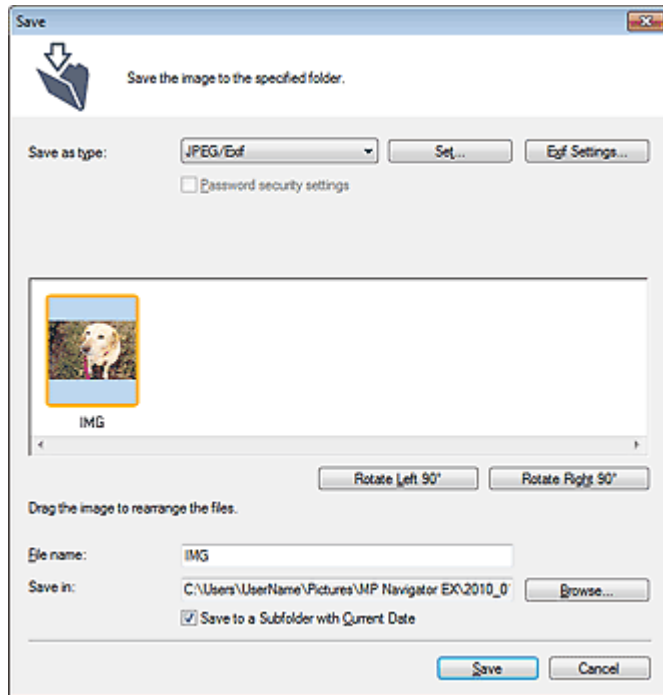 Save
Save the image to the specified folder.
Save as type: JPEG/Exif Set... Exif Settings...
Password security settings
IMG
Rotate Left 90° Rotate Right 90°
Drag the image to rearrange the files.
File name: IMG
Save in: C:\Users\UserName\Pictures\MP Navigator EX\2010_0 Browse...
Save to a Subfolder with Current Date
Save Cancel